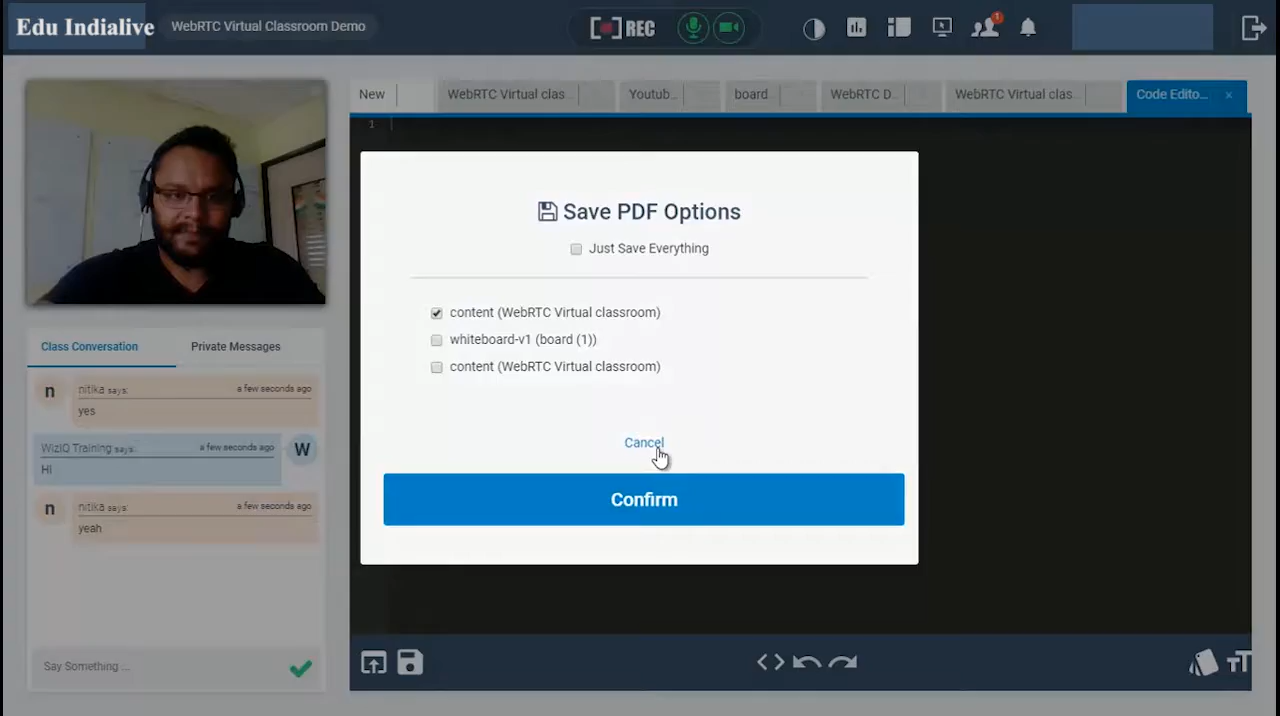 Edu Indialive
WebRTC Virtual Classroom Demo
REC
1
New
WebRTC Virtual clas...
Youtub...
board...
WebRTC D...
WebRTC Virtual clas...
Code Edito...
×
1
Save PDF Options
Just Save Everything
content (WebRTC Virtual classroom)
whiteboard-v1 (board (1))
content (WebRTC Virtual classroom)
Cancel
Confirm
Class Conversation
Private Messages
n
nitika says:
a few seconds ago
yes
WizIQ Training says:
a few seconds ago
W
Hi
n
nitika says:
a few seconds ago
yeah
Say Something ...